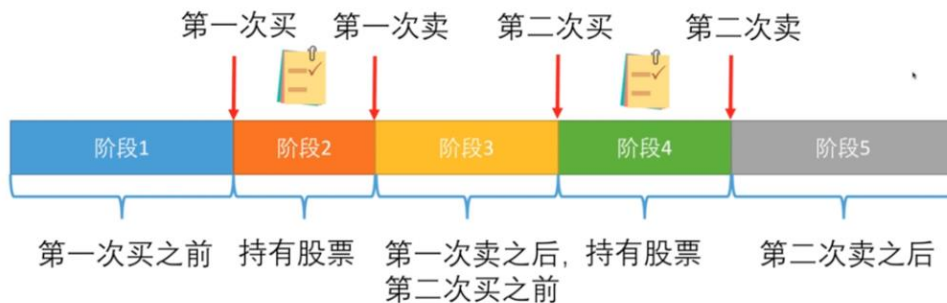 第一次买 第一次卖 第二次买 第二次卖
阶段1 阶段2 阶段3 阶段4 阶段5
第一次买之前 持有股票 第一次卖之后, 持有股票 第二次卖之后
第二次买之前